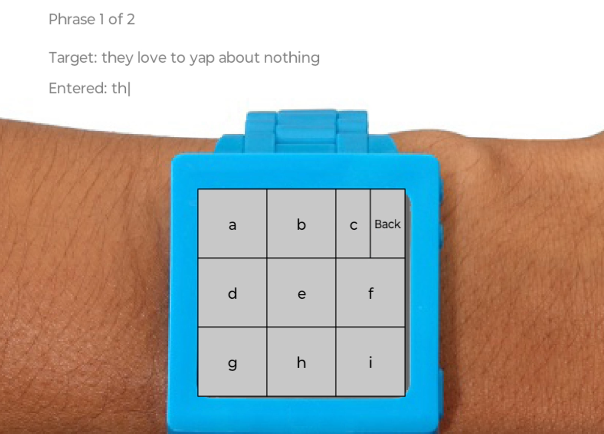 Phrase 1 of 2
Target: they love to yap about nothing
Entered: th|
a b c Back
d e f
g h i